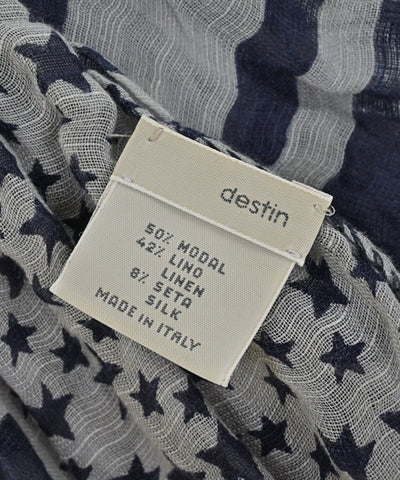 destin
50% MODAL
42% LINO
LINEN
8% SETA
SILK
MADE IN ITALY